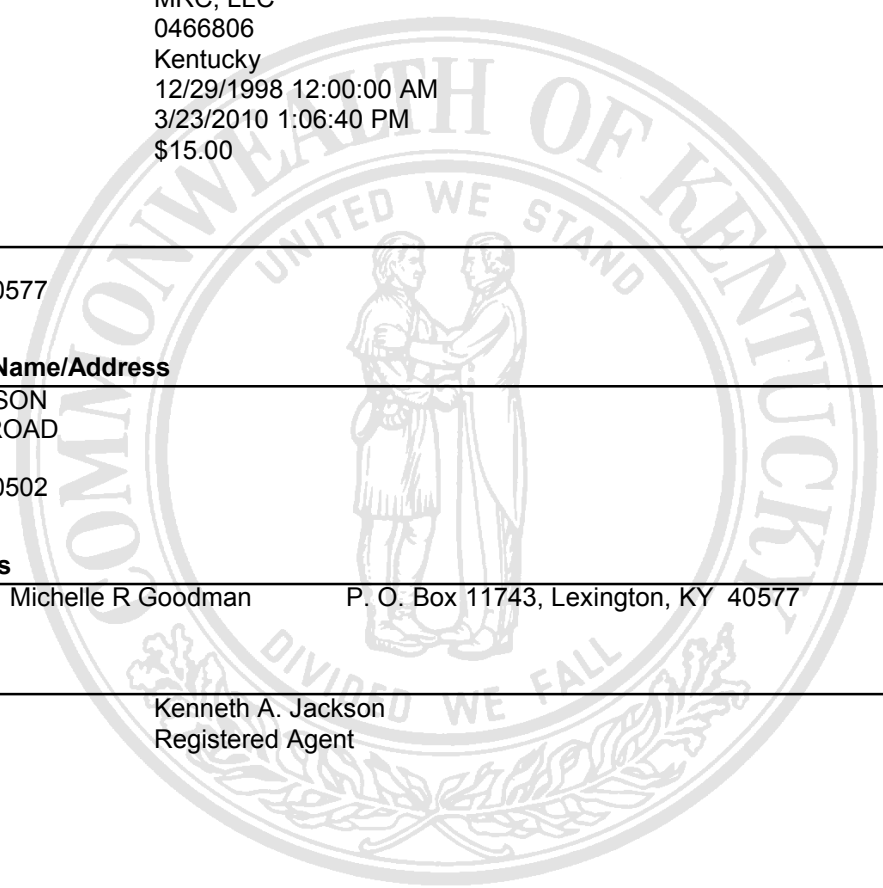 MRC, LLC
0466806
Kentucky
12/29/1998 12:00:00 AM
3/23/2010 1:06:40 PM
$15.00
COMMONWEALTH OF KENTUCKY
UNITED WE STAND
0577
Name/Address
SON
ROAD
0502
s
Michelle R Goodman P. O. Box 11743, Lexington, KY 40577
DIVIDED WE FALL
Kenneth A. Jackson
Registered Agent